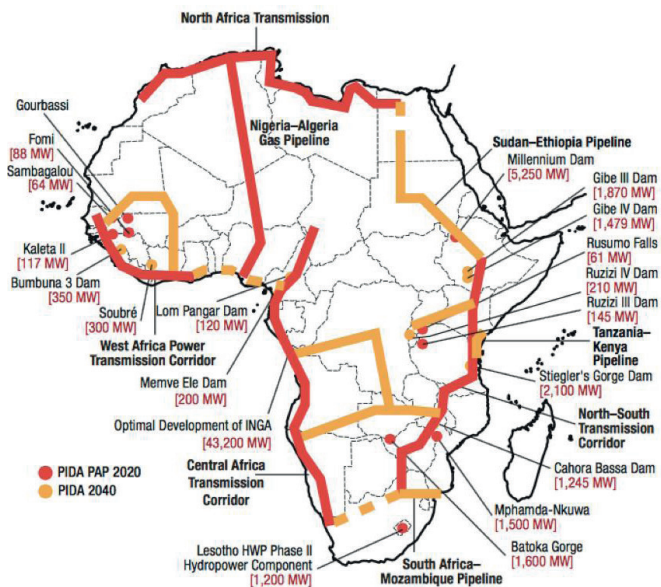 North Africa Transmission
Gourbassi
Fomi
[88 MW]
Sambagalou
[64 MW]
Nigeria–Algeria
Gas Pipeline
Sudan–Ethiopia Pipeline
Millennium Dam
[5,250 MW]
Gibe III Dam
[1,870 MW]
Gibe IV Dam
[1,479 MW]
Rusumo Falls
[61 MW]
Ruzizi IV Dam
[210 MW]
Ruzizi III Dam
[145 MW]
Tanzania–
Kenya
Pipeline
Kaleta II
[117 MW]
Bumbuna 3 Dam
[350 MW]
Soubré
[300 MW]
Lom Pangar Dam
[120 MW]
West Africa Power
Transmission Corridor
Memve Ele Dam
[200 MW]
Stiegler's Gorge Dam
[2,100 MW]
Optimal Development of INGA
[43,200 MW]
North–South
Transmission
Corridor
Central Africa
Transmission
Corridor
Cahora Bassa Dam
[1,245 MW]
PIDA PAP 2020
PIDA 2040
Mphamda-Nkuwa
[1,500 MW]
Batoka Gorge
[1,600 MW]
Lesotho HWP Phase II
Hydropower Component
[1,200 MW]
South Africa–
Mozambique Pipeline